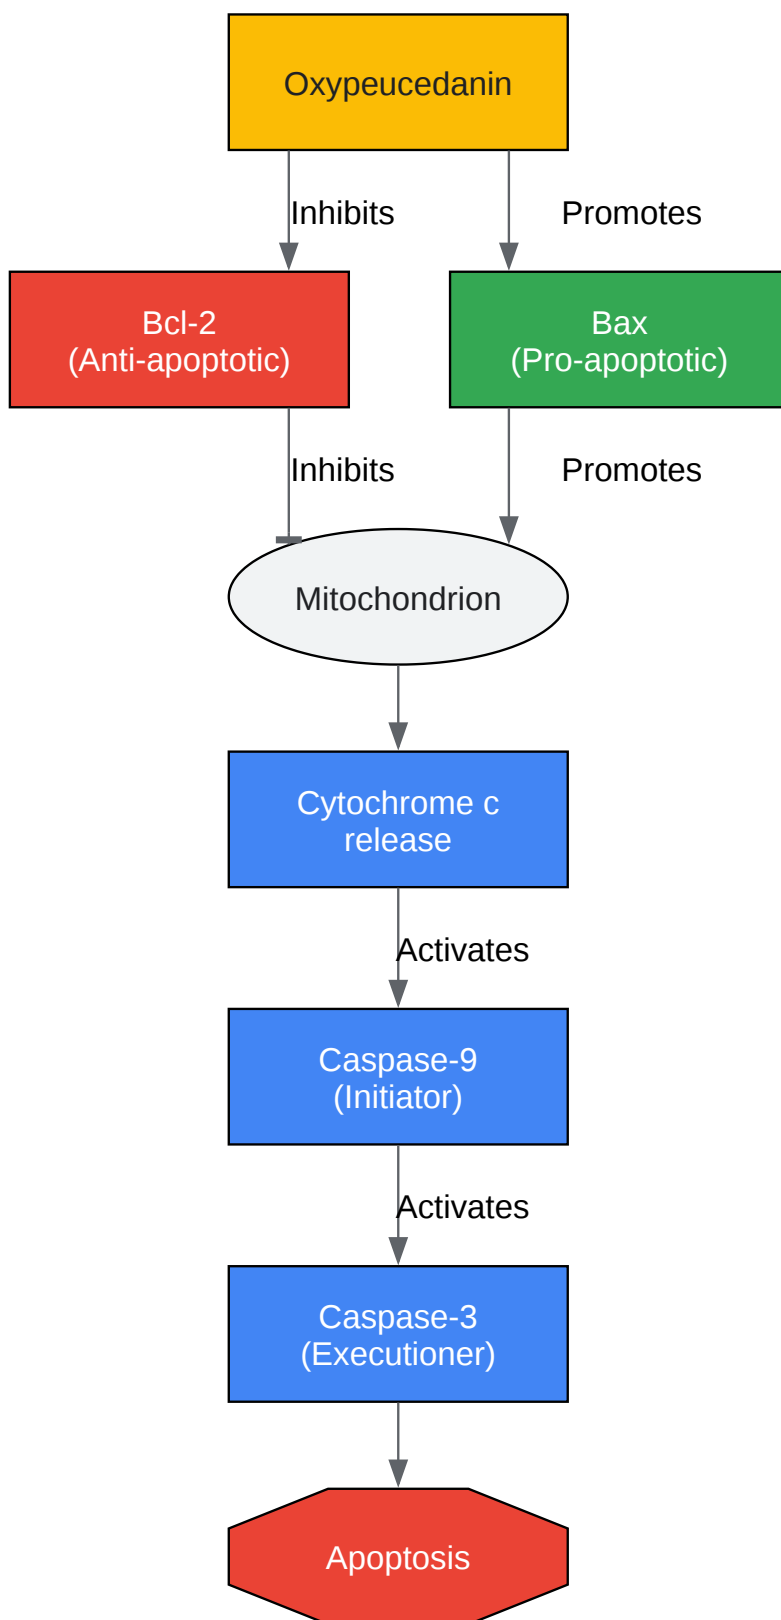 Oxypeucedanin
Inhibits
Promotes
Bcl-2
(Anti-apoptotic)
Bax
(Pro-apoptotic)
Inhibits
Promotes
Mitochondrion
Cytochrome c
release
Activates
Caspase-9
(Initiator)
Activates
Caspase-3
(Executioner)
Apoptosis